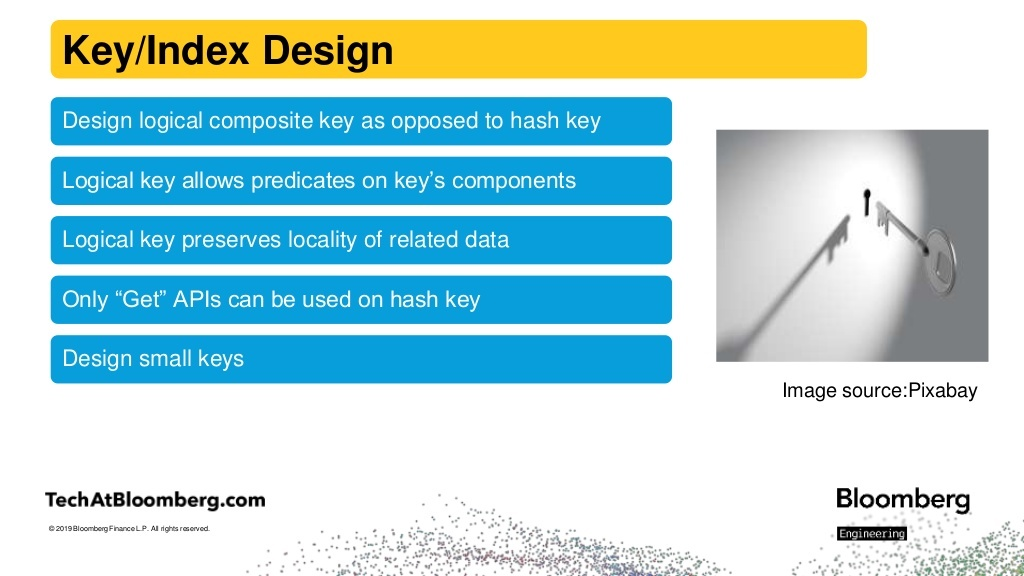 Key/Index Design
Design logical composite key as opposed to hash key
Logical key allows predicates on key’s components
Logical key preserves locality of related data
Only “Get” APIs can be used on hash key
Design small keys
Image source:Pixabay
TechAtBloomberg.com
© 2019 Bloomberg Finance L.P. All rights reserved.
Bloomberg
Engineering